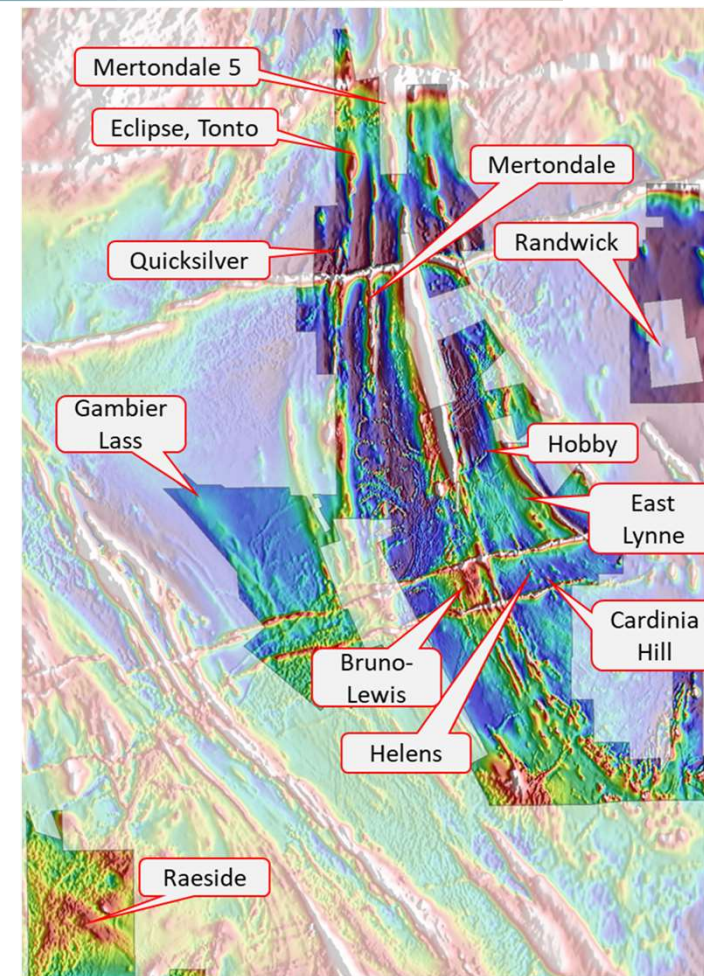 Mertondale 5
Eclipse, Tonto
Mertondale
Randwick
Quicksilver
Gambier
Lass
Hobby
East
Lynne
Cardinia
Hill
Bruno-
Lewis
Helens
Raeside